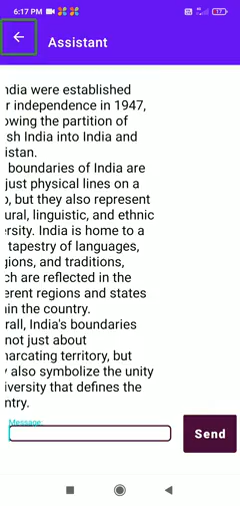 6:17 PM
17
Assistant
ndia were established
r independence in 1947,
owing the partition of
sh India into India and
istan.
boundaries of India are
just physical lines on a
, but they also represent
ural, linguistic, and ethnic
rsity. India is home to a
tapestry of languages,
gions, and traditions,
ch are reflected in the
erent regions and states
in the country.
rall, India's boundaries
not just about
arcating territory, but
also symbolize the unity
iversity that defines the
ntry.
Message:
Send